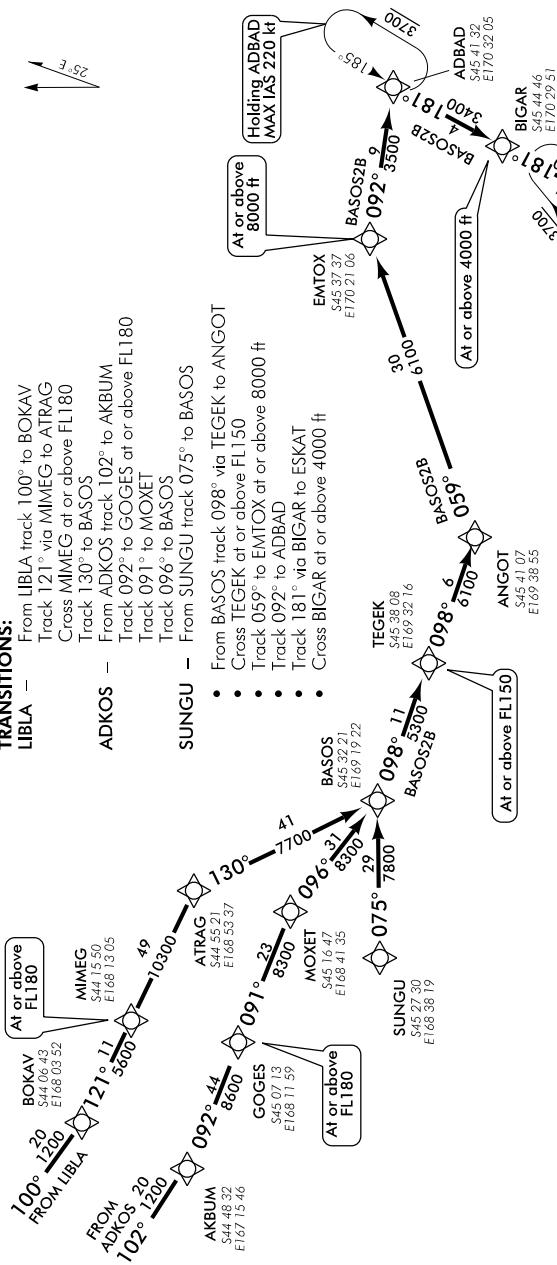 TRANSITIONS:
LIBLA – From LIBLA track 100° to BOKAV
Track 121° via MIMEG to ATRAG
Cross MIMEG at or above FL180
Track 130° to BASOS
ADKOS – From ADKOS track 102° to AKBUM
Track 092° to GOGES at or above FL180
Track 091° to MOXET
Track 096° to BASOS
SUNGU – From SUNGU track 075° to BASOS
• From BASOS track 098° via TEGEK to ANGOT
• Cross TEGEK at or above FL150
• Track 059° to EMTOX at or above 8000 ft
• Track 092° to ADBAD
• Track 181° via BIGAR to ESKAT
• Cross BIGAR at or above 4000 ft
25° E
100°
20
1200
FROM LIBLA
BOKAV
S44 06 43
E168 03 52
121°
11
5600
At or above
FL180
MIMEG
S44 15 50
E168 13 05
49
10300
ATRAG
S44 55 21
E168 53 37
130°
41
7700
FROM
ADKOS
102°
20
1200
AKBUM
S44 48 32
E167 15 46
092°
44
8600
GOGES
S45 07 13
E168 11 59
At or above
FL180
091°
23
8300
MOXET
S45 16 47
E168 41 35
096°
31
8300
SUNGU
S45 27 30
E168 38 19
075°
29
7800
BASOS
S45 32 21
E169 19 22
098°
11
5300
BASOS2B
TEGEK
S45 38 08
E169 32 16
At or above FL150
098°
6
6100
ANGOT
S45 41 07
E169 38 55
BASOS2B
059°
30
6100
EMTOX
S45 37 37
E170 21 06
At or above
8000 ft
BASOS2B
092°
9
3500
Holding ADBAD
MAX IAS 220 kt
185°
3700
ADBAD
S45 41 32
E170 32 05
181°
4
3400
BASOS2B
BIGAR
S45 44 46
E170 29 51
At or above 4000 ft
181°
3700